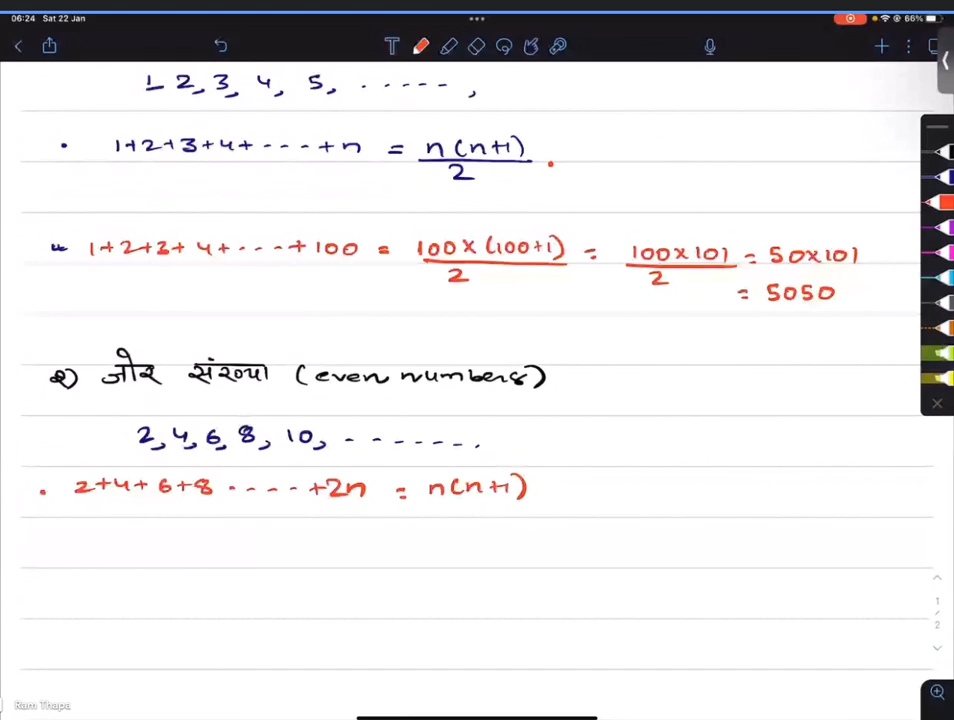 06:24 Sat 22 Jan
66%
1 2, 3, 4, 5, ......,
• 1+2+3+4+ ---- +n = n(n+1)/2 .
1+2+3+4+ ---- +100 = 100×(100+1)/2 = 100×101/2 = 50×101
= 5050
२) जोर संख्या (even numbers)
2, 4, 6, 8, 10, - - - - - - -.
• 2+4+6+8 ----- +2n = n(n+1)
1
/
2
Ram Thapa